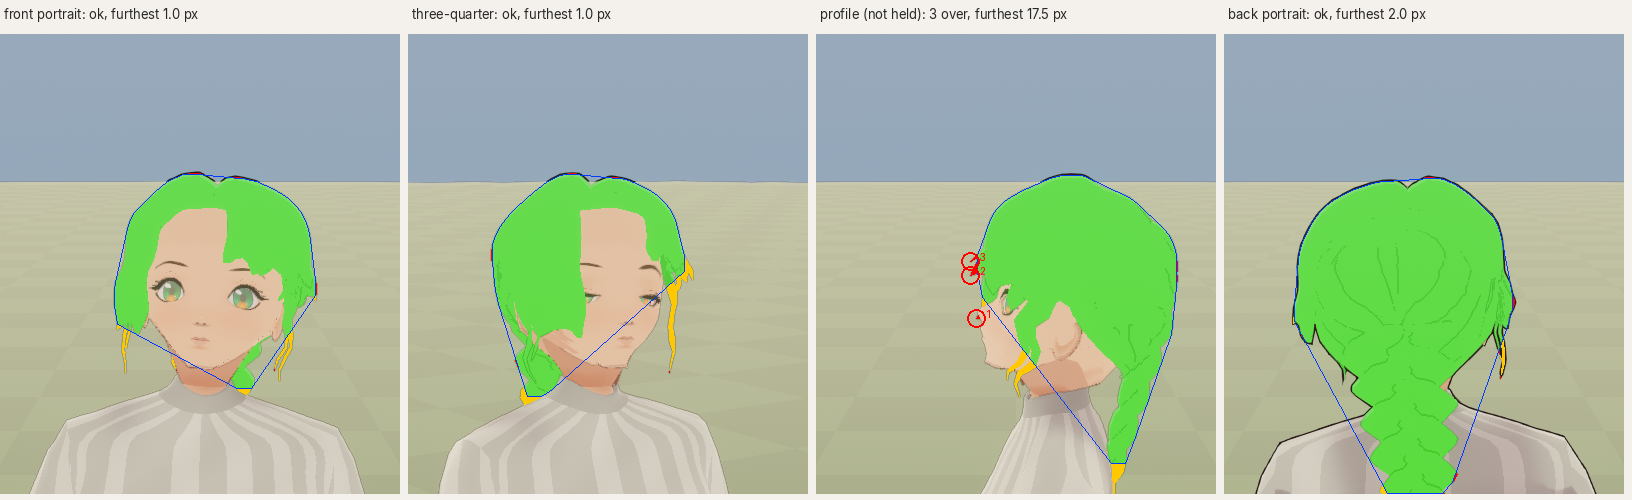 front portrait: ok, furthest 1.0 px
three-quarter: ok, furthest 1.0 px
profile (not held): 3 over, furthest 17.5 px
back portrait: ok, furthest 2.0 px
3
2
1